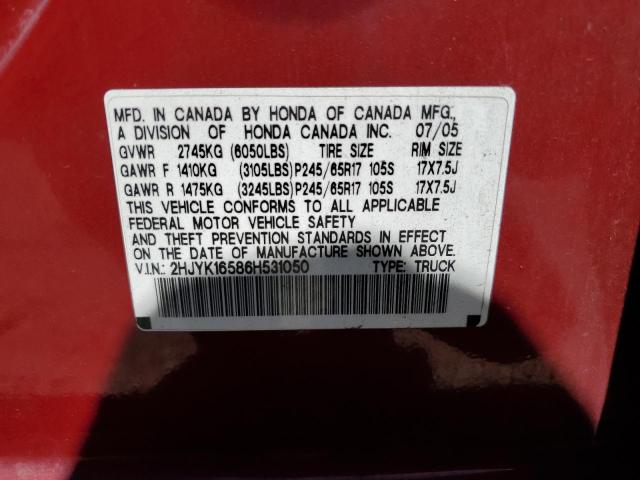 MFD. IN CANADA BY HONDA OF CANADA MFG.,
A DIVISION OF HONDA CANADA INC. 07/05
GVWR 2745KG (6050LBS) TIRE SIZE RIM SIZE
GAWR F 1410KG (3105LBS) P245/65R17 105S 17X7.5J
GAWR R 1475KG (3245LBS) P245/65R17 105S 17X7.5J
THIS VEHICLE CONFORMS TO ALL APPLICABLE
FEDERAL MOTOR VEHICLE SAFETY
AND THEFT PREVENTION STANDARDS IN EFFECT
ON THE DATE OF MANUFACTURE SHOWN ABOVE.
V.I.N.: 2HJYK16586H531050 TYPE: TRUCK